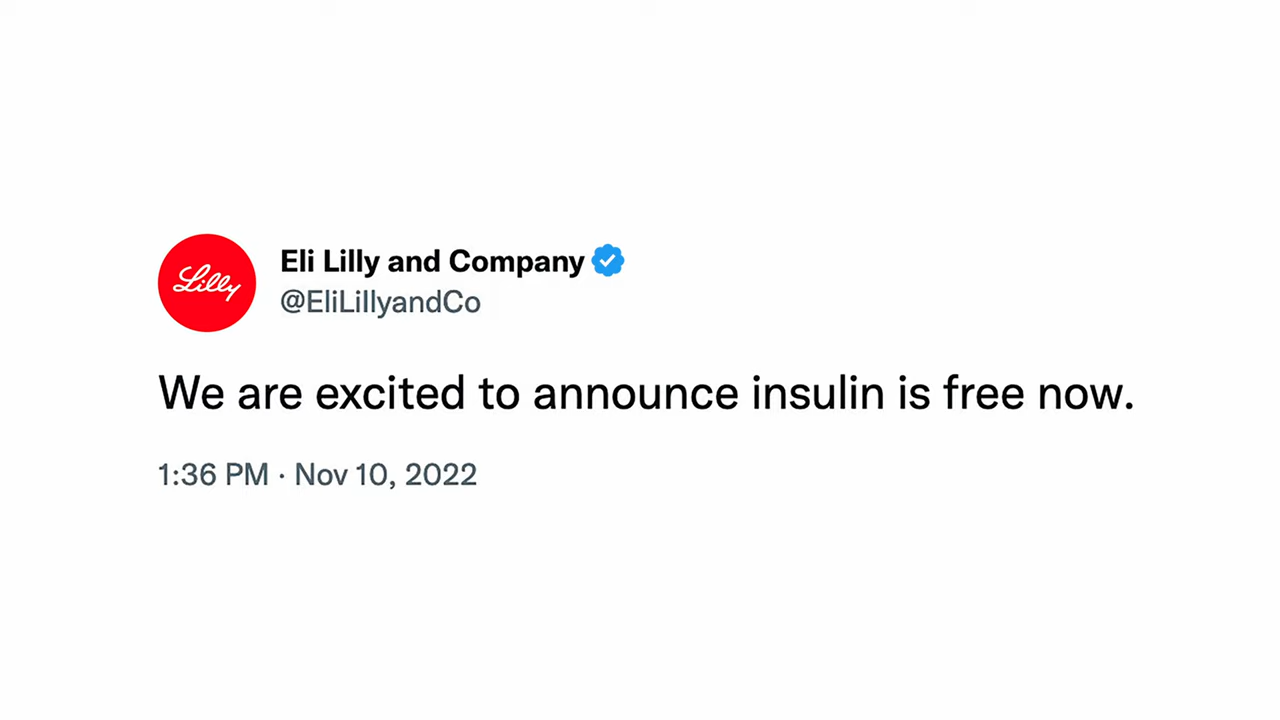 Lilly
Eli Lilly and Company
@EliLillyandCo
We are excited to announce insulin is free now.
1:36 PM · Nov 10, 2022